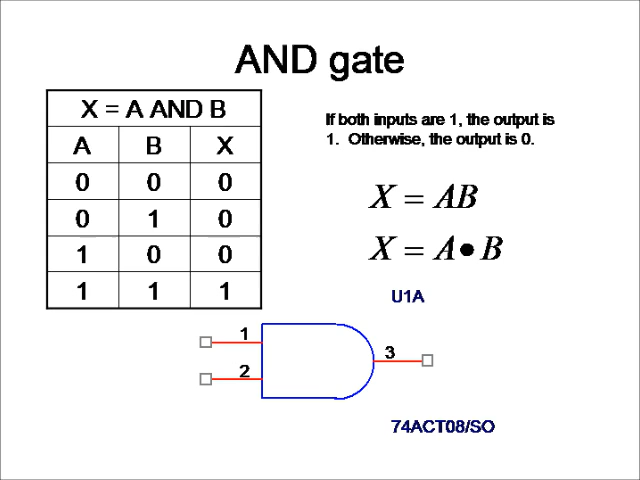 AND gate
X = A AND B
A B X
0 0 0
0 1 0
1 0 0
1 1 1
If both inputs are 1, the output is
1. Otherwise, the output is 0.
X = AB
X = A • B
U1A
1
2
3
74ACT08/SO